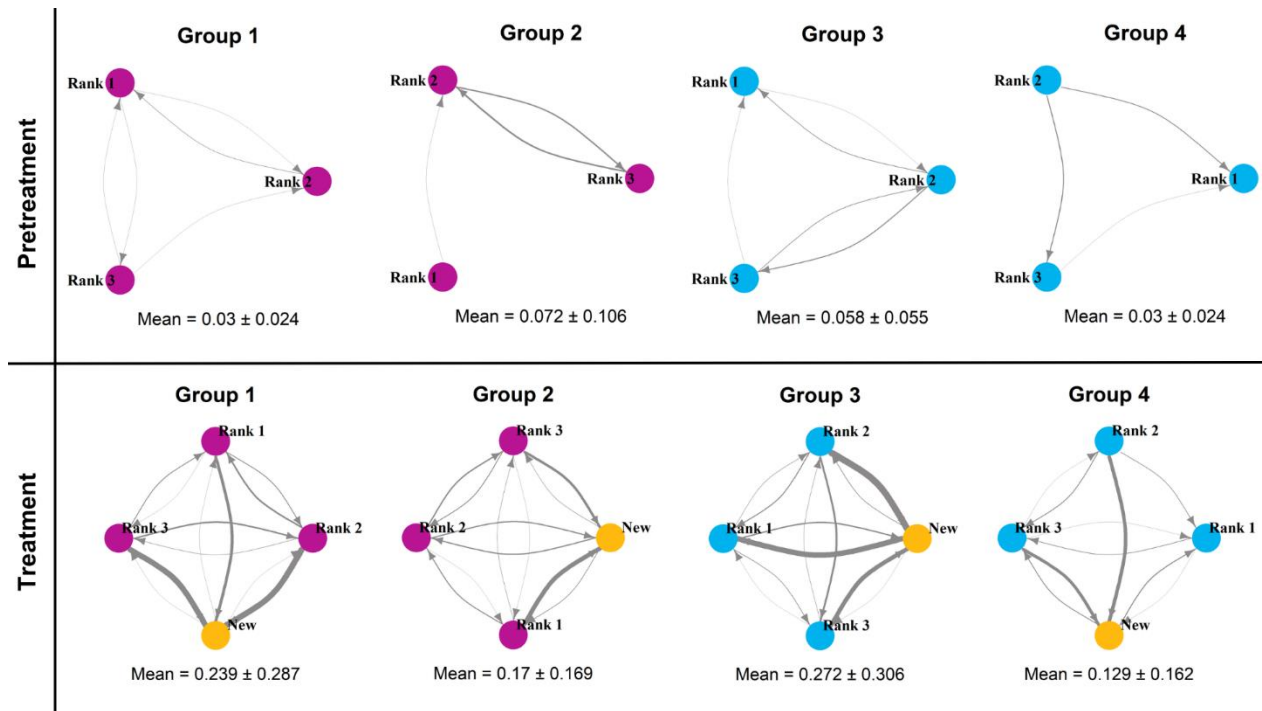 Pretreatment
Group 1
Group 2
Group 3
Group 4
Rank 1
Rank 2
Rank 3
Rank 2
Rank 3
Rank 1
Rank 1
Rank 2
Rank 3
Rank 2
Rank 1
Rank 3
Mean = 0.03 ± 0.024
Mean = 0.072 ± 0.106
Mean = 0.058 ± 0.055
Mean = 0.03 ± 0.024
Treatment
Group 1
Group 2
Group 3
Group 4
Rank 1
Rank 3
Rank 2
New
Rank 3
Rank 2
New
Rank 1
Rank 2
Rank 1
New
Rank 3
Rank 2
Rank 3
Rank 1
New
Mean = 0.239 ± 0.287
Mean = 0.17 ± 0.169
Mean = 0.272 ± 0.306
Mean = 0.129 ± 0.162